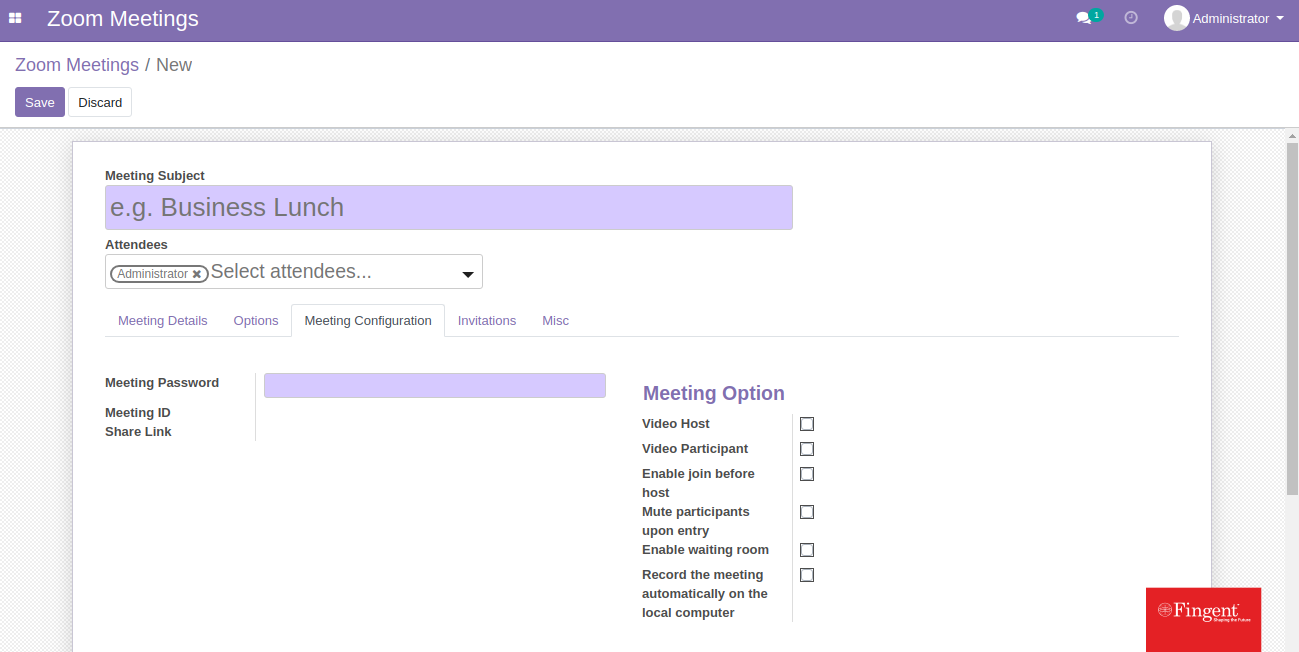 Zoom Meetings
1
Administrator
Zoom Meetings / New
Save
Discard
Meeting Subject
e.g. Business Lunch
Attendees
Administrator
Select attendees...
Meeting Details
Options
Meeting Configuration
Invitations
Misc
Meeting Password
Meeting ID
Share Link
Meeting Option
Video Host
Video Participant
Enable join before
host
Mute participants
upon entry
Enable waiting room
Record the meeting
automatically on the
local computer
Fingent
Shaping the Future